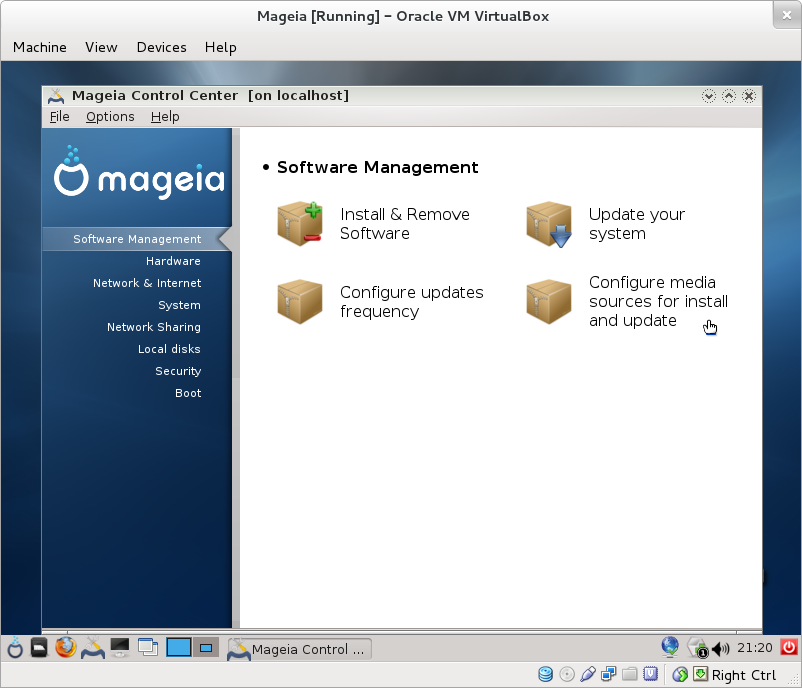 Mageia [Running] – Oracle VM VirtualBox
Machine View Devices Help
Mageia Control Center [on localhost]
File Options Help
mageia
Software Management
Hardware
Network & Internet
System
Network Sharing
Local disks
Security
Boot
• Software Management
Install & Remove
Software
Update your
system
Configure updates
frequency
Configure media
sources for install
and update
Mageia Control ...
1
21:20
Right Ctrl